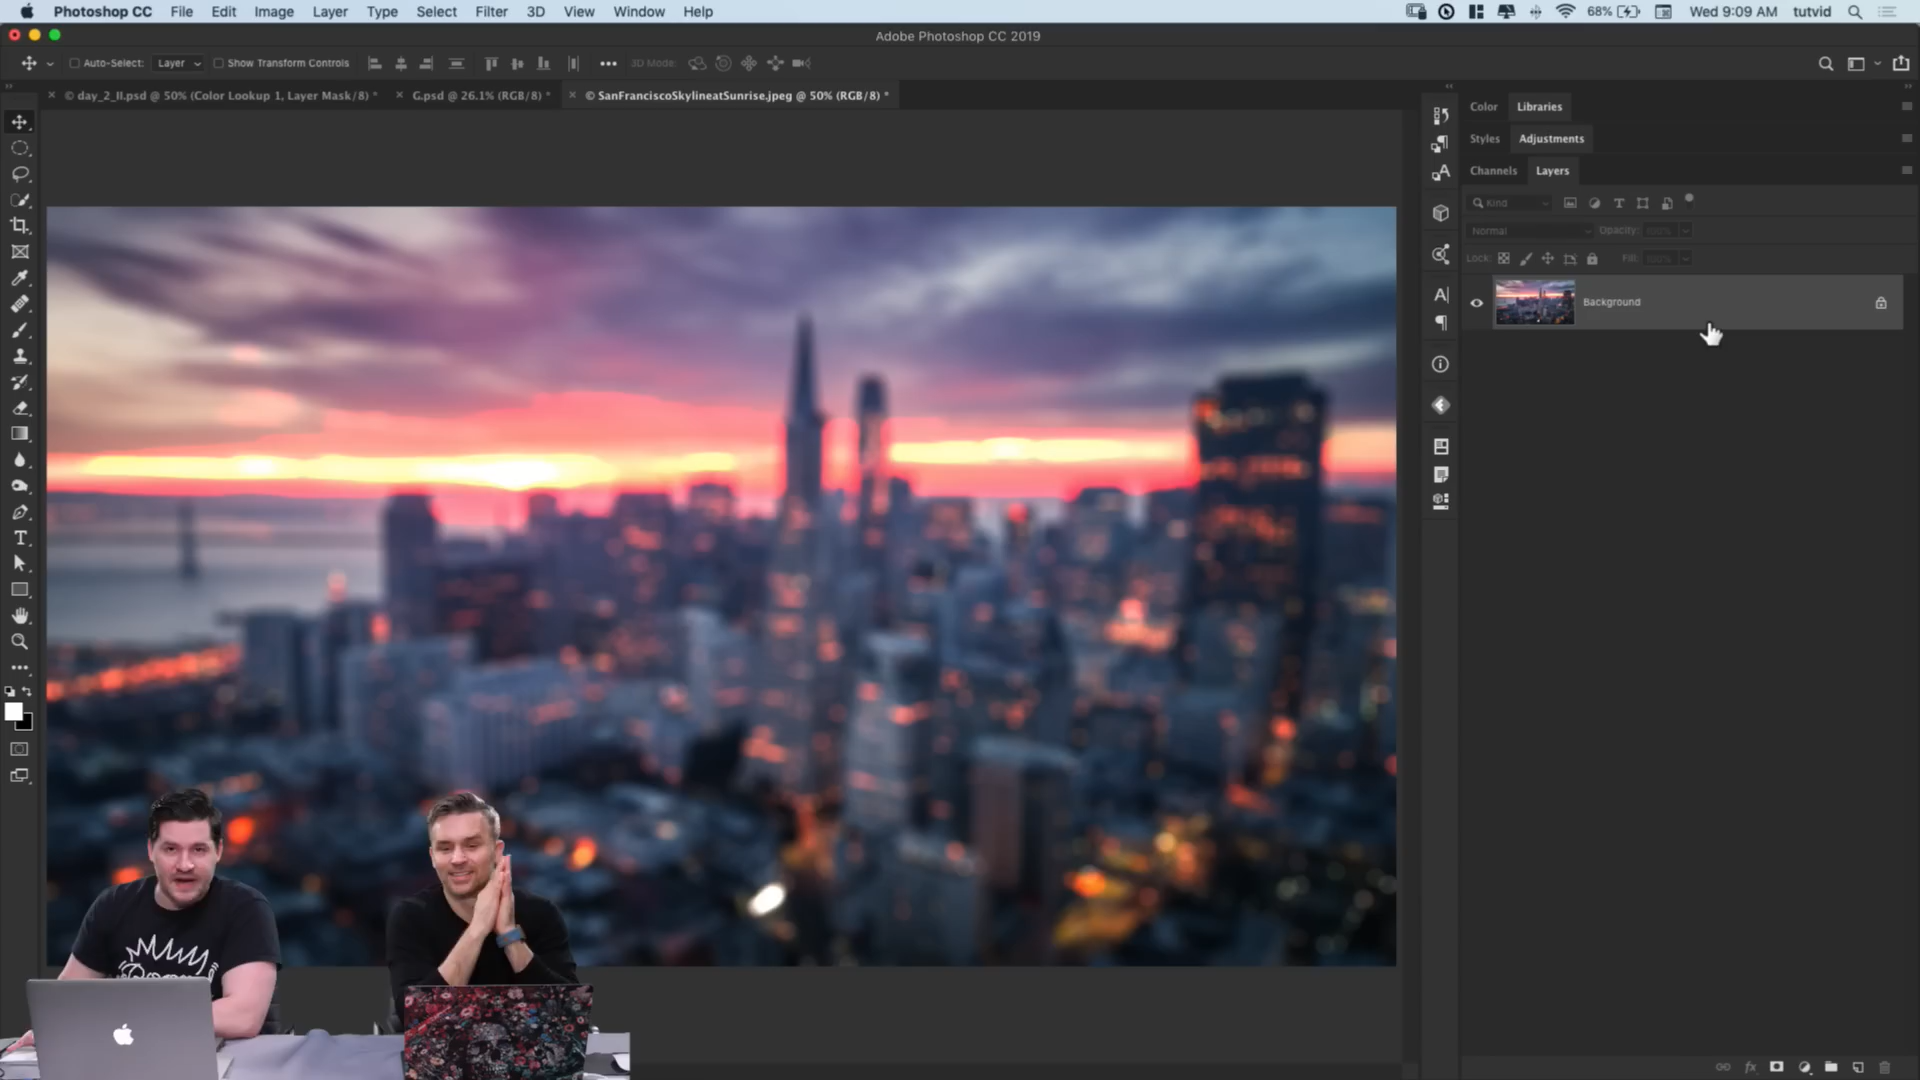 Photoshop CC File Edit Image Layer Type Select Filter 3D View Window Help 68% Wed 9:09 AM tutvid
Adobe Photoshop CC 2019
Auto-Select: Layer Show Transform Controls 3D Mode:
© day_2_II.psd @ 50% (Color Lookup 1, Layer Mask/8) * G.psd @ 26.1% (RGB/8) * © SanFranciscoSkylineatSunrise.jpeg @ 50% (RGB/8) *
Color Libraries
Styles Adjustments
Channels Layers
Kind
Normal Opacity:
Lock: Fill:
Background